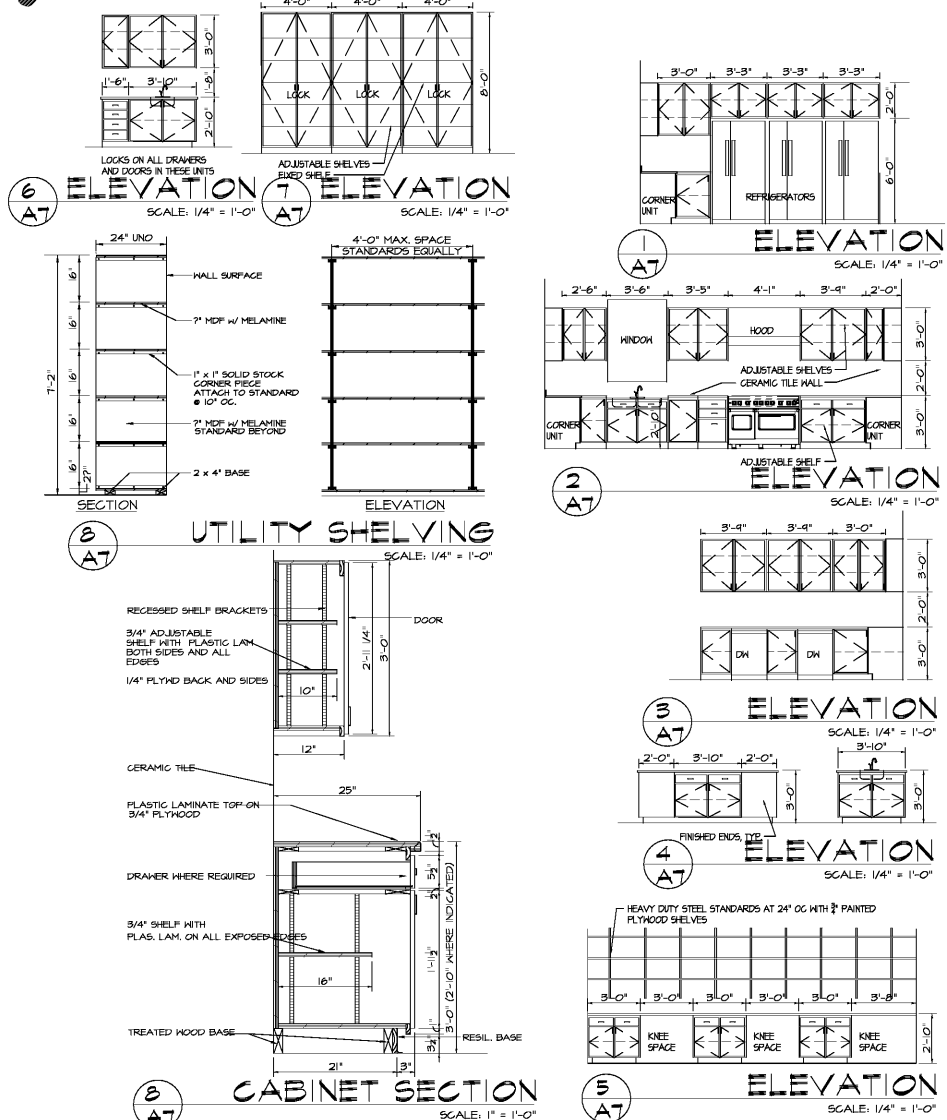 4'-0" 4'-0" 4'-0"
3'-0"
1'-8"
2'-10"
1'-6" 3'-10"
LOCK LOCK LOCK
8'-0"
LOCKS ON ALL DRAWERS
AND DOORS IN THESE UNITS
ADJUSTABLE SHELVES
FIXED SHELF
6
A7
ELEVATION
SCALE: 1/4" = 1'-0"
7
A7
ELEVATION
SCALE: 1/4" = 1'-0"
3'-0" 3'-3" 3'-3" 3'-3"
2'-0"
6'-0"
CORNER
UNIT
REFRIGERATORS
1
A7
ELEVATION
SCALE: 1/4" = 1'-0"
24" UNO
WALL SURFACE
?" MDF W/ MELAMINE
1" x 1" SOLID STOCK
CORNER PIECE
ATTACH TO STANDARD
@ 10" OC.
?" MDF W/ MELAMINE
STANDARD BEYOND
2 x 4" BASE
7'-2"
16"
16"
16"
16"
16"
2?"
SECTION
4'-0" MAX. SPACE
STANDARDS EQUALLY
ELEVATION
8
A7
UTILITY SHELVING
SCALE: 1/4" = 1'-0"
2'-6" 3'-6" 3'-5" 4'-1" 3'-9" 2'-0"
WINDOW
HOOD
3'-0"
2'-0"
3'-0"
ADJUSTABLE SHELVES
CERAMIC TILE WALL
CORNER
UNIT
2'-10"
CORNER
UNIT
ADJUSTABLE SHELF
2
A7
ELEVATION
SCALE: 1/4" = 1'-0"
3'-9" 3'-9" 3'-0"
3'-0"
2'-0"
3'-0"
DW DW
3
A7
ELEVATION
SCALE: 1/4" = 1'-0"
RECESSED SHELF BRACKETS
3/4" ADJUSTABLE
SHELF WITH PLASTIC LAM
BOTH SIDES AND ALL
EDGES
1/4" PLYWD BACK AND SIDES
DOOR
2'-11 1/4"
3'-0"
10"
12"
CERAMIC TILE
25"
PLASTIC LAMINATE TOP ON
3/4" PLYWOOD
DRAWER WHERE REQUIRED
3/4" SHELF WITH
PLAS. LAM. ON ALL EXPOSED EDGES
16"
3'-0" (2'-10" WHERE INDICATED)
TREATED WOOD BASE
RESIL. BASE
21" 3"
8
A7
CABINET SECTION
SCALE: 1" = 1'-0"
2'-0" 3'-10" 2'-0"
3'-0"
3'-10"
3'-0"
FINISHED ENDS, TYP.
4
A7
ELEVATION
SCALE: 1/4" = 1'-0"
HEAVY DUTY STEEL STANDARDS AT 24" OC WITH PAINTED
PLYWOOD SHELVES
3'-0" 3'-0" 3'-0" 3'-0" 3'-0" 3'-8"
KNEE
SPACE
KNEE
SPACE
KNEE
SPACE
2'-10"
5
A7
ELEVATION
SCALE: 1/4" = 1'-0"